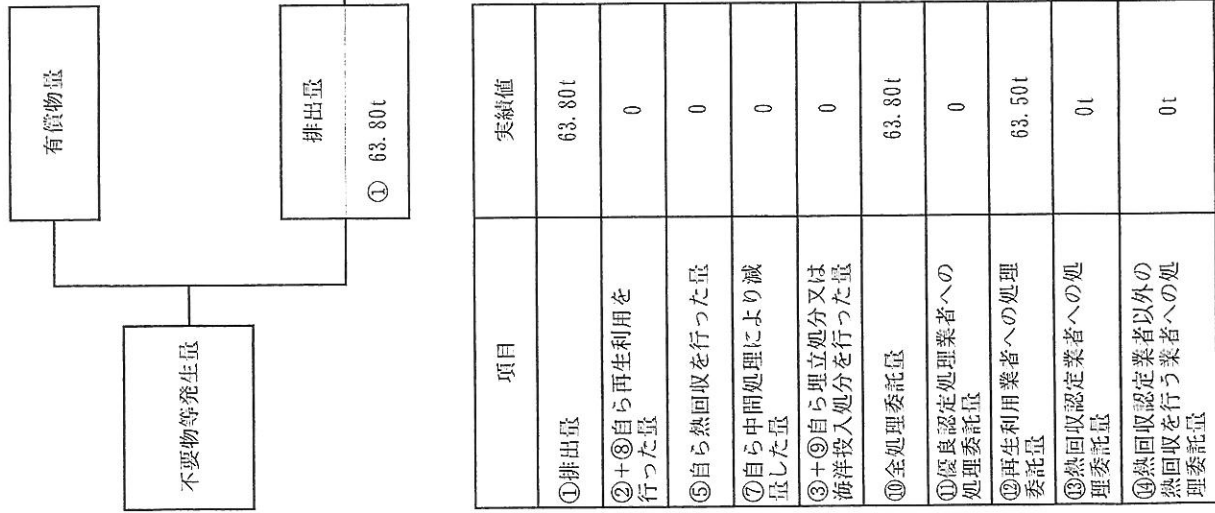 有償物量
不要物等発生量
排出量
① 63.80t
項目
実績値
①排出量
63.80t
②+⑧自ら再生利用を
行った量
0
⑤自ら熱回収を行った量
0
⑦自ら中間処理により減
量した量
0
③+⑨自ら埋立処分又は
海洋投入処分を行った量
0
⑩全処理委託量
63.80t
⑪優良認定処理業者への
処理委託量
0
⑫再生利用業者への処理
委託量
63.50t
⑬熱回収認定業者への処
理委託量
0t
⑭熱回収認定業者以外の
熱回収を行う業者への処
理委託量
0t